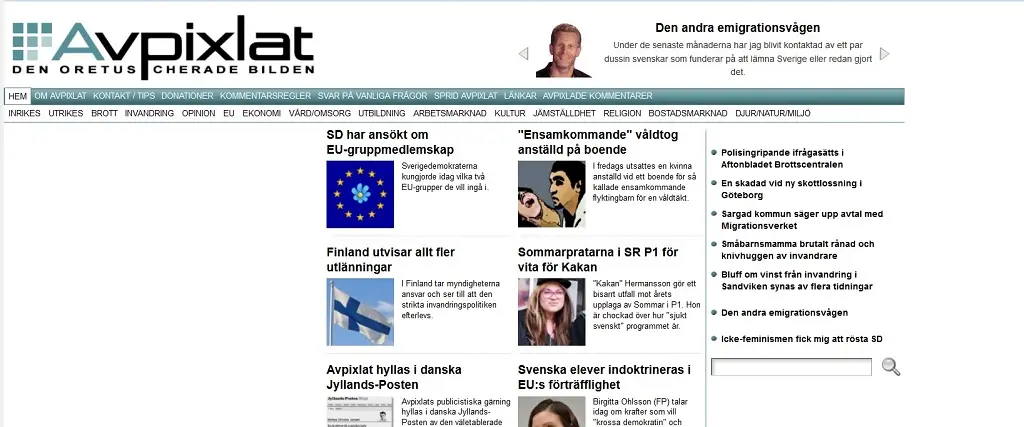 Avpixlat
DEN ORETUSCHERADE BILDEN
Den andra emigrationsvågen
Under de senaste månaderna har jag blivit kontaktad av ett par
dussin svenskar som funderar på att lämna Sverige eller redan gjort
det.
HEM OM AVPIXLAT KONTAKT / TIPS DONATIONER KOMMENTARSREGLER SVAR PÅ VANLIGA FRÅGOR SPRID AVPIXLAT LÄNKAR AVPIXLADE KOMMENTARER
INRIKES UTRIKES BROTT INVANDRING OPINION EU EKONOMI VÅRD/OMSORG UTBILDNING ARBETSMARKNAD KULTUR JÄMSTÄLLDHET RELIGION BOSTADSMARKNAD DJUR/NATUR/MILJÖ
SD har ansökt om
EU-gruppmedlemskap
Sverigedemokraterna
kungjorde idag vilka två
EU-grupper de vill ingå i.
"Ensamkommande" våldtog
anställd på boende
I fredags utsattes en kvinna
anställd vid ett boende för så
kallade ensamkommande
flyktingbarn för en våldtäkt.
Finland utvisar allt fler
utlänningar
I Finland tar myndigheterna
ansvar och ser till att den
strikta invandringspolitiken
efterlevs.
Sommarpratarna i SR P1 för
vita för Kakan
"Kakan" Hermansson gör ett
bisarrt utfall mot årets
upplaga av Sommar i P1. Hon
är chockad över hur "sjukt
svenskt" programmet är.
Avpixlat hyllas i danska
Jyllands-Posten
Avpixlats publicistiska gärning
hyllas i danska Jyllands-
Posten av den väletablerade
Svenska elever indoktrineras i
EU:s förträfflighet
Birgitta Ohlsson (FP) talar
idag om krafter som vill
"krossa demokratin" och
Polisingripande ifrågasätts i
Aftonbladet Brottscentralen
En skadad vid ny skottlossning i
Göteborg
Sargad kommun säger upp avtal med
Migrationsverket
Småbarnsmamma brutalt rånad och
knivhuggen av invandrare
Bluff om vinst från invandring i
Sandviken synas av flera tidningar
Den andra emigrationsvågen
Icke-feminismen fick mig att rösta SD